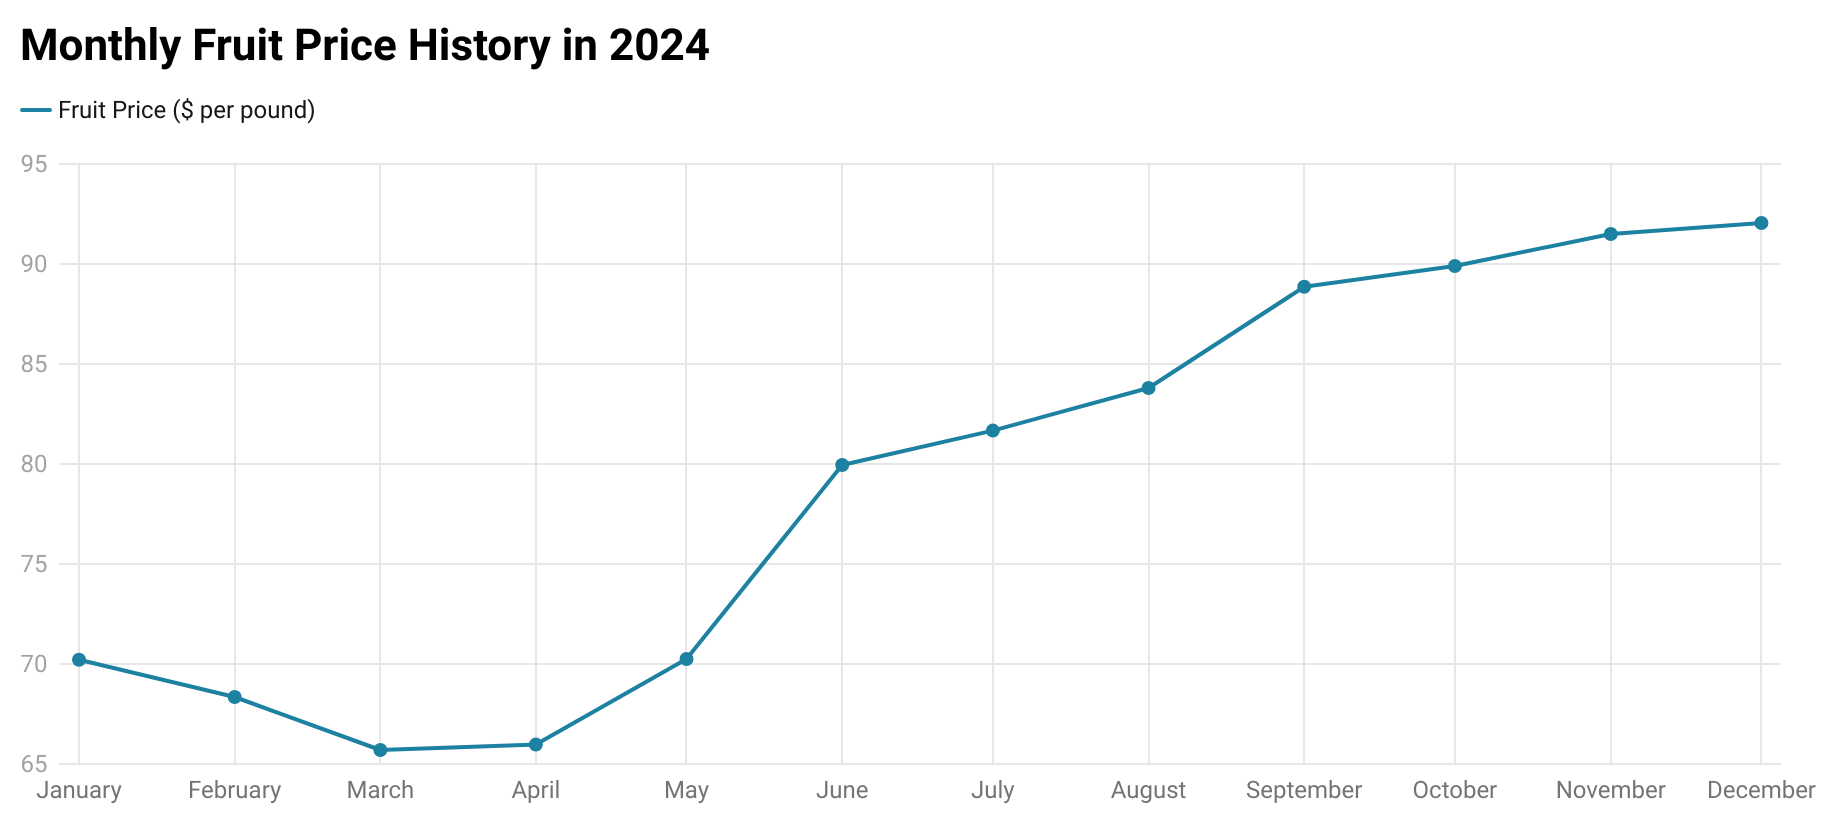 Monthly Fruit Price History in 2024
Fruit Price ($ per pound)
95
90
85
80
75
70
65
January February March April May June July August September October November December